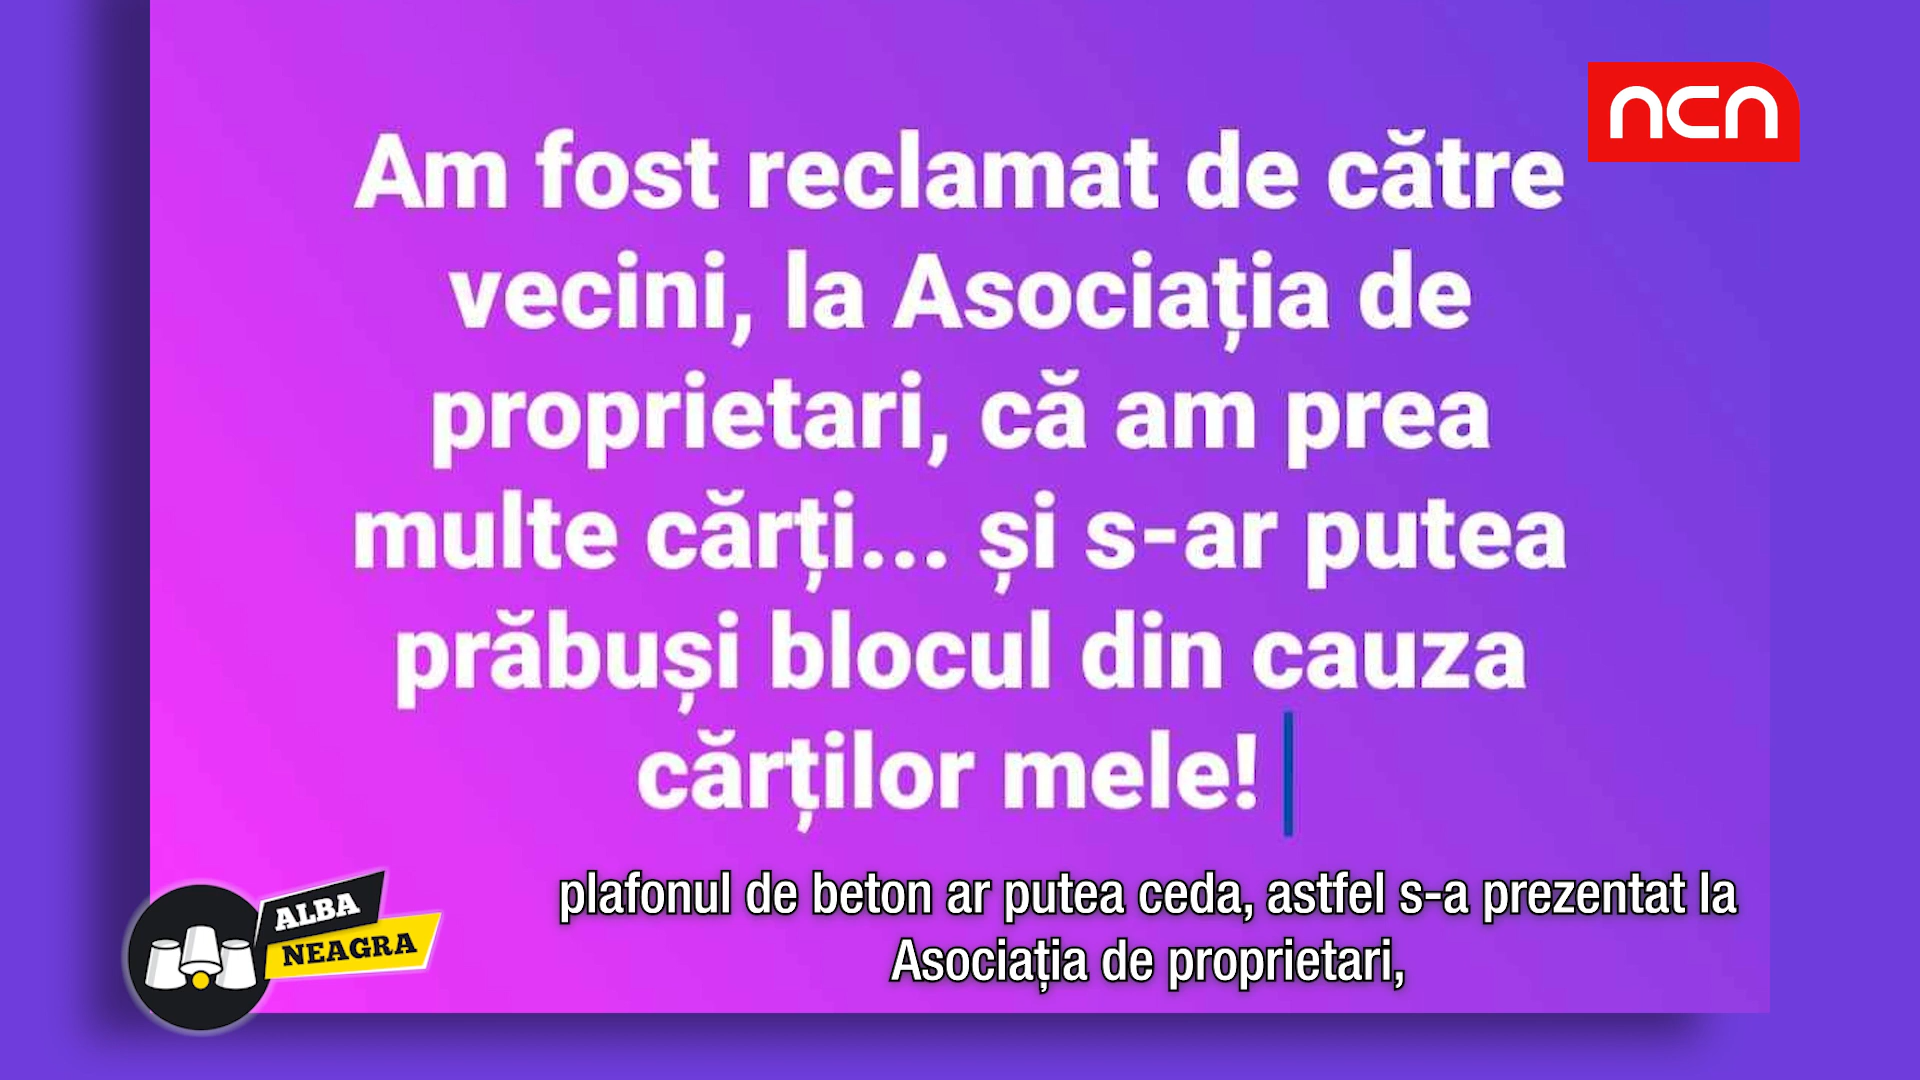 ncn
Am fost reclamat de către
vecini, la Asociația de
proprietari, că am prea
multe cărți... și s-ar putea
prăbuși blocul din cauza
cărților mele!
plafonul de beton ar putea ceda, astfel s-a prezentat la
Asociația de proprietari,
ALBA
NEAGRA